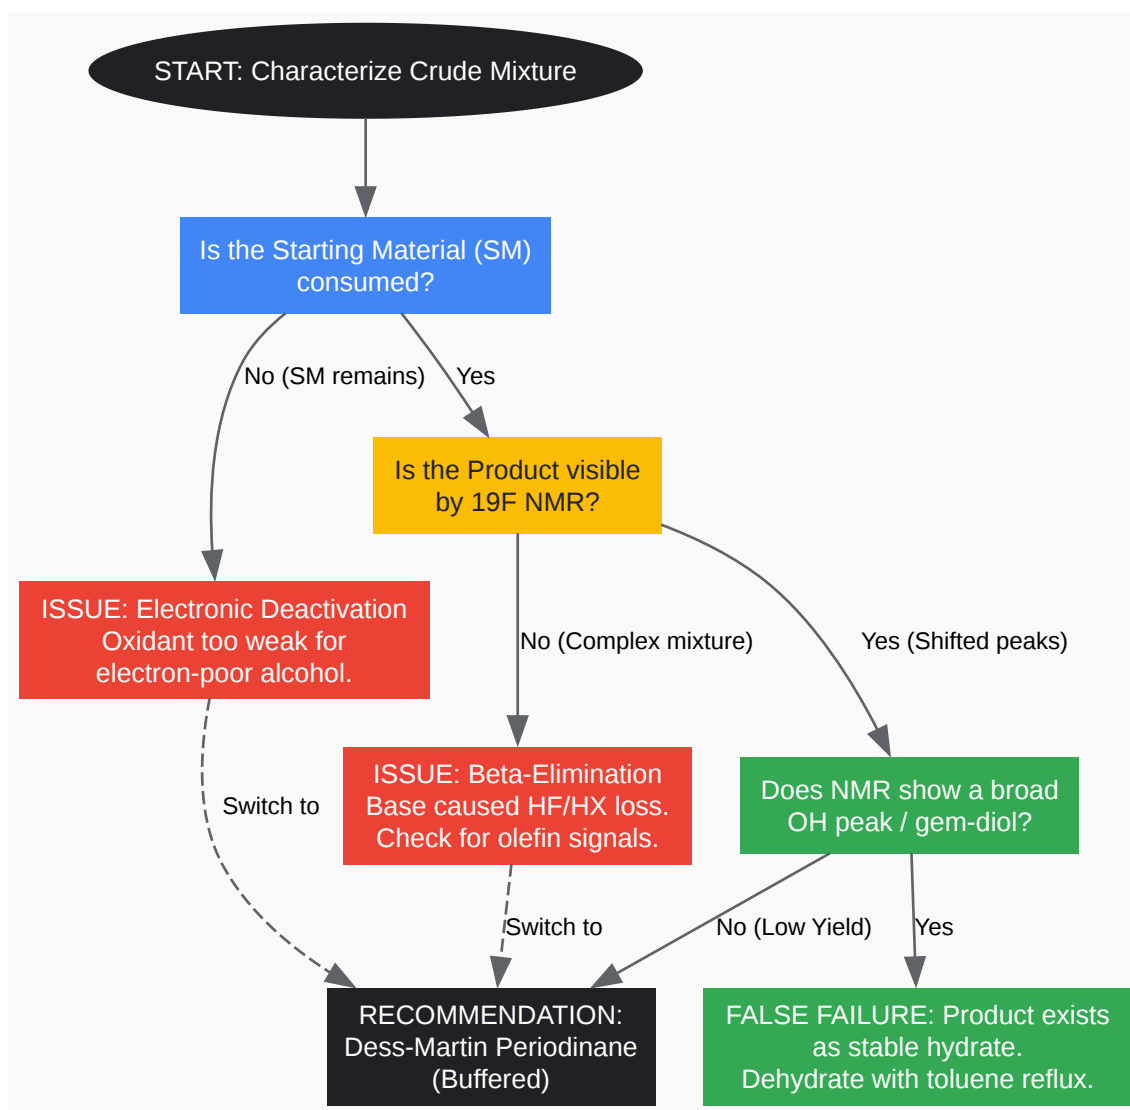 START: Characterize Crude Mixture
Is the Starting Material (SM)
consumed?
No (SM remains)
Yes
Is the Product visible
by 19F NMR?
ISSUE: Electronic Deactivation
Oxidant too weak for
electron-poor alcohol.
No (Complex mixture)
Yes (Shifted peaks)
ISSUE: Beta-Elimination
Base caused HF/HX loss.
Check for olefin signals.
Does NMR show a broad
OH peak / gem-diol?
Switch to
Switch to
No (Low Yield)
Yes
RECOMMENDATION:
Dess-Martin Periodinane
(Buffered)
FALSE FAILURE: Product exists
as stable hydrate.
Dehydrate with toluene reflux.